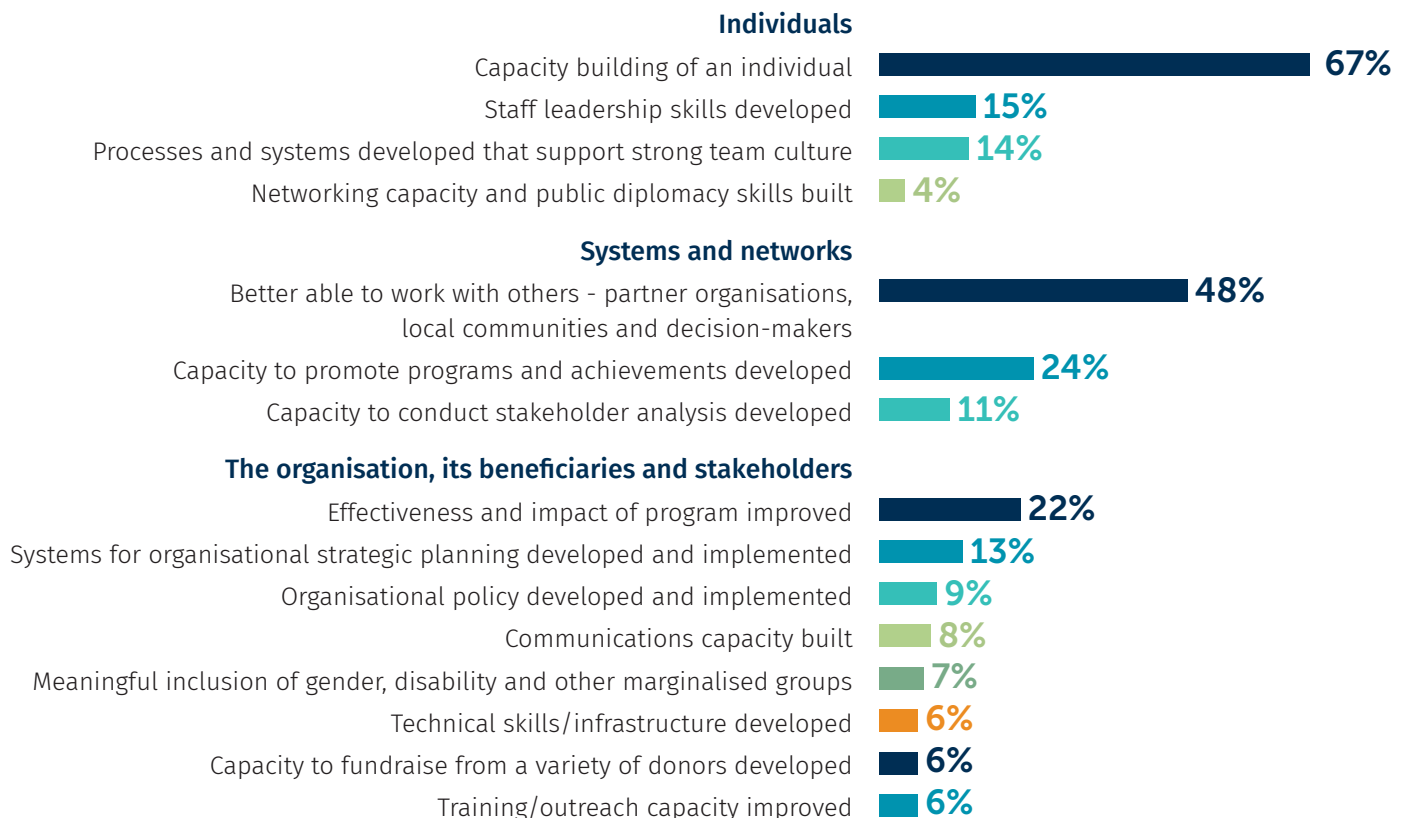 Individuals
Capacity building of an individual 67%
Staff leadership skills developed 15%
Processes and systems developed that support strong team culture 14%
Networking capacity and public diplomacy skills built 4%
Systems and networks
Better able to work with others - partner organisations, 48%
local communities and decision-makers
Capacity to promote programs and achievements developed 24%
Capacity to conduct stakeholder analysis developed 11%
The organisation, its beneficiaries and stakeholders
Effectiveness and impact of program improved 22%
Systems for organisational strategic planning developed and implemented 13%
Organisational policy developed and implemented 9%
Communications capacity built 8%
Meaningful inclusion of gender, disability and other marginalised groups 7%
Technical skills/infrastructure developed 6%
Capacity to fundraise from a variety of donors developed 6%
Training/outreach capacity improved 6%